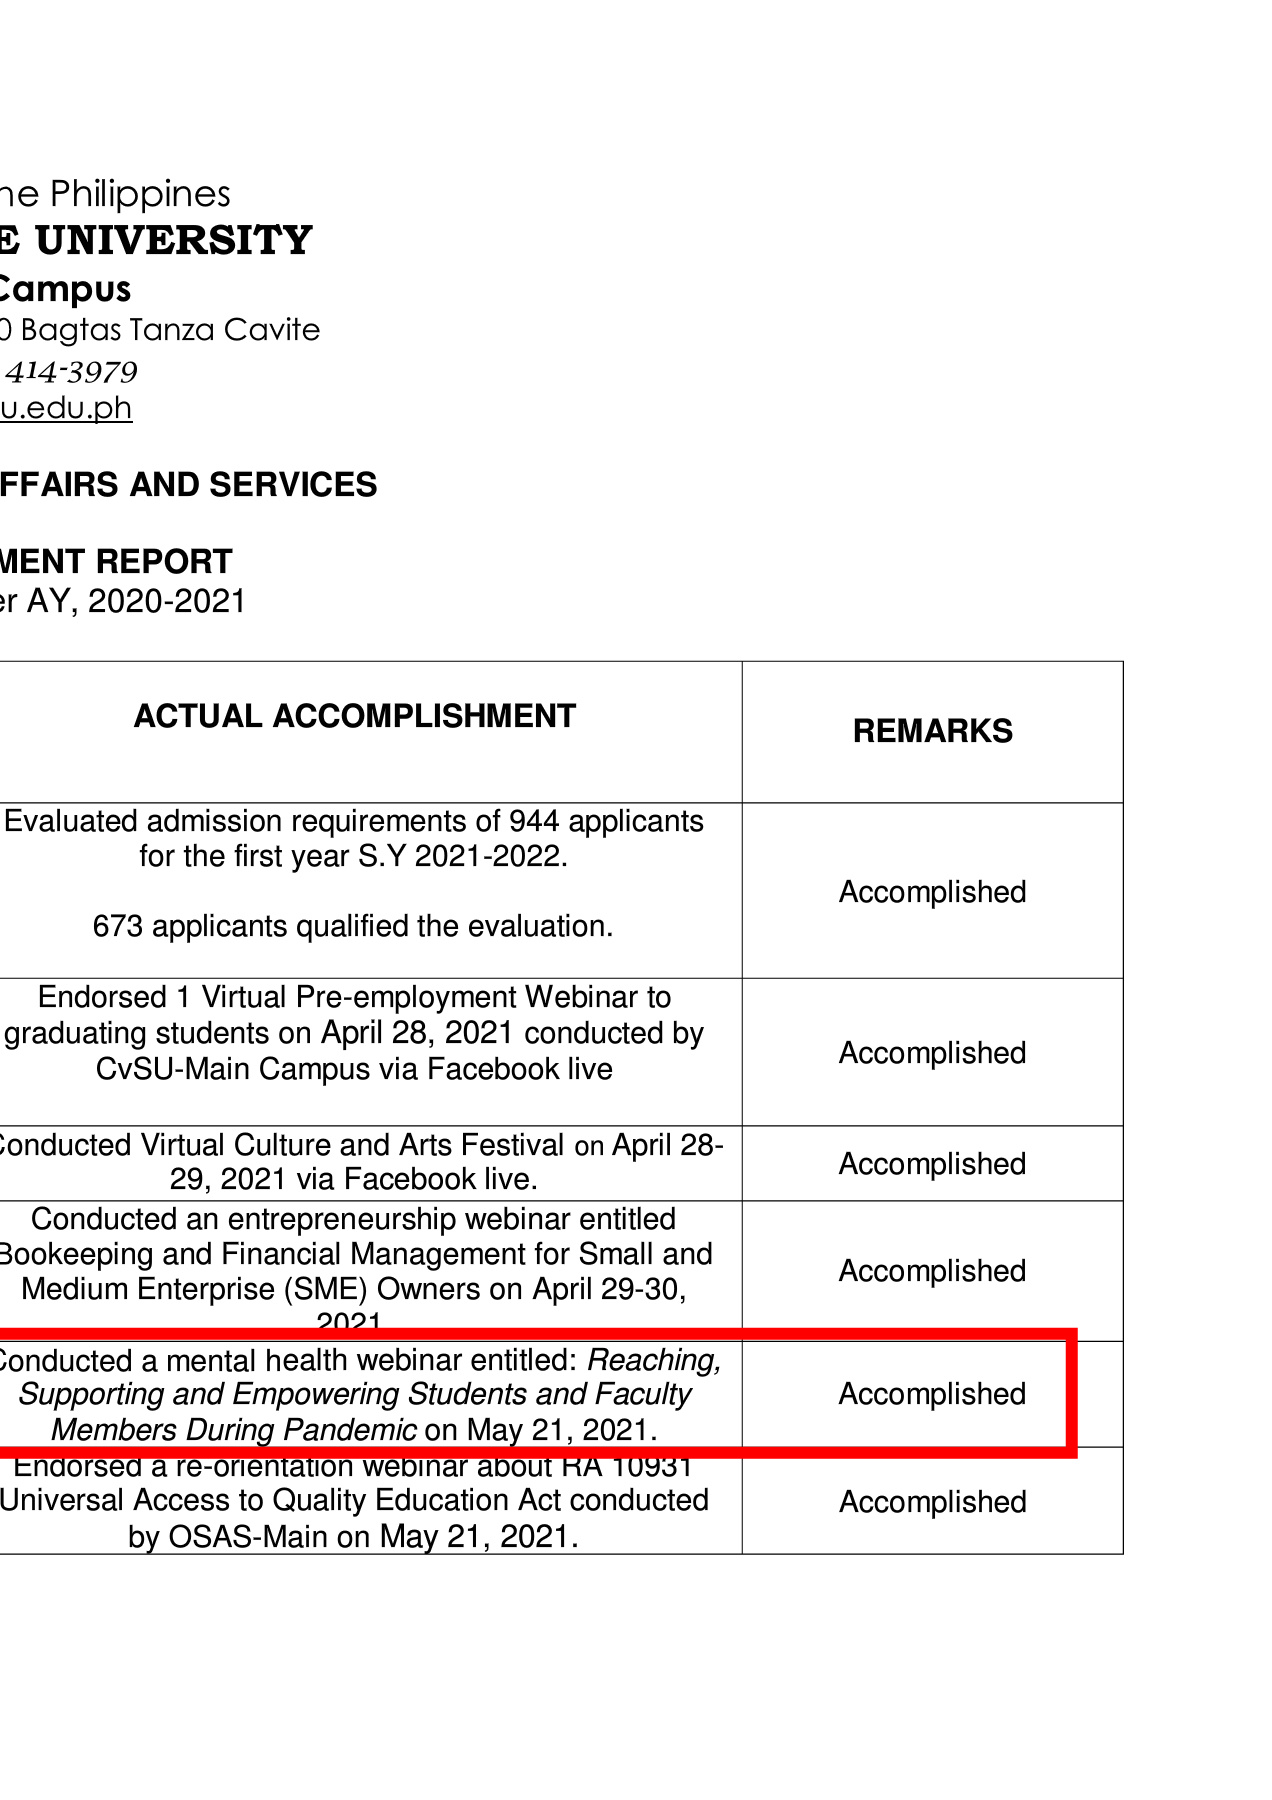 he Philippines
E UNIVERSITY
Campus
0 Bagtas Tanza Cavite
414-3979
u.edu.ph
FFAIRS AND SERVICES
MENT REPORT
er AY, 2020-2021
ACTUAL ACCOMPLISHMENT
REMARKS
Evaluated admission requirements of 944 applicants
for the first year S.Y 2021-2022.
673 applicants qualified the evaluation.
Accomplished
Endorsed 1 Virtual Pre-employment Webinar to
graduating students on April 28, 2021 conducted by
CvSU-Main Campus via Facebook live
Accomplished
Conducted Virtual Culture and Arts Festival on April 28-
29, 2021 via Facebook live.
Accomplished
Conducted an entrepreneurship webinar entitled
Bookeeping and Financial Management for Small and
Medium Enterprise (SME) Owners on April 29-30,
2021
Accomplished
Conducted a mental health webinar entitled: Reaching,
Supporting and Empowering Students and Faculty
Members During Pandemic on May 21, 2021.
Accomplished
Endorsed a re-orientation webinar about RA 10931
Universal Access to Quality Education Act conducted
by OSAS-Main on May 21, 2021.
Accomplished